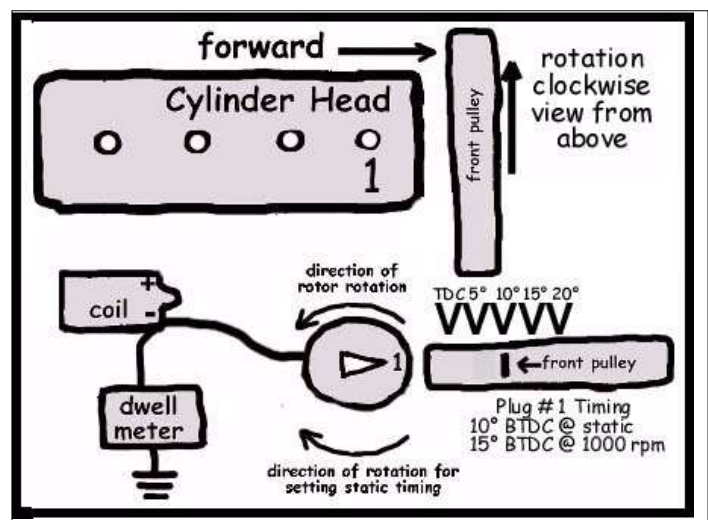 forward
rotation
clockwise
view from
above
Cylinder Head
1
front pulley
direction of
rotor rotation
TDC 5° 10° 15° 20°
coil
+
-
1
front pulley
dwell
meter
Plug # 1 Timing
10° BTDC @ static
15° BTDC @ 1000 rpm
direction of rotation for
setting static timing